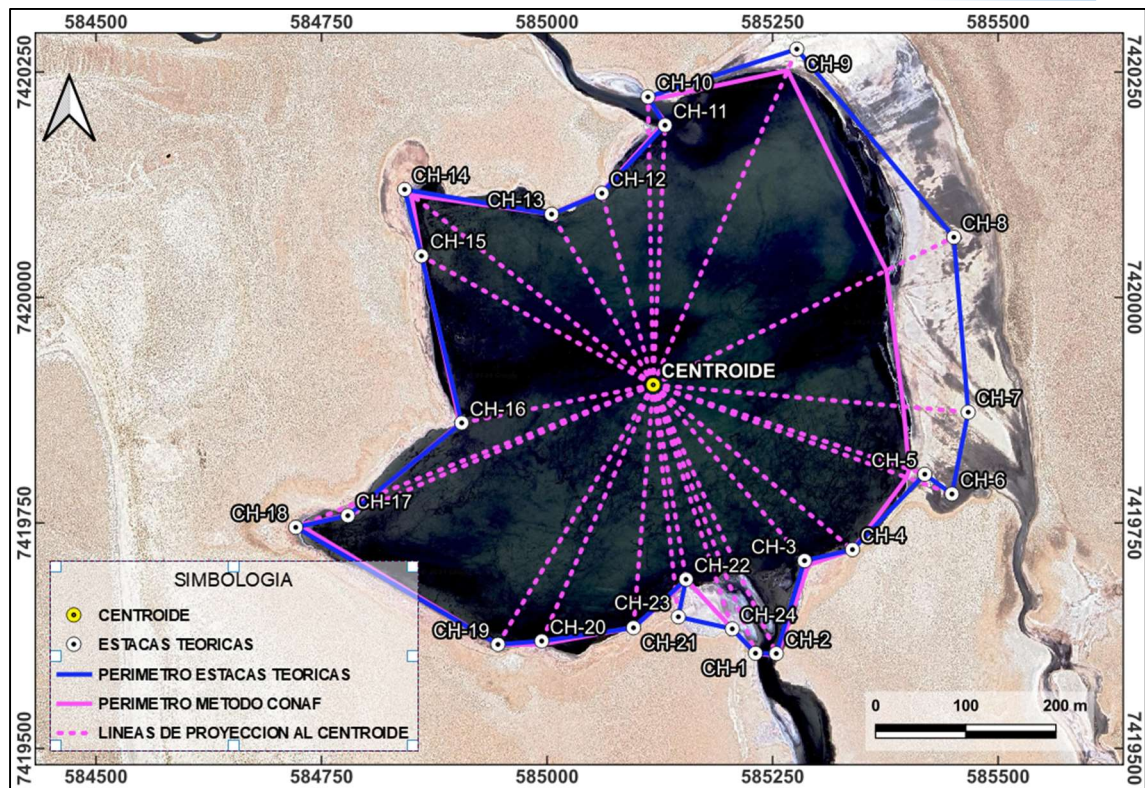 584500 584750 585000 585250 585500
7420250 7420250
CH-9
CH-10
CH-11
CH-14
CH-12
CH-13
CH-8
CH-15
7420000 7420000
CENTROIDE
CH-7
CH-16
CH-5
CH-6
CH-17
CH-18
7419750 7419750
CH-4
CH-3
CH-22
CH-23
CH-24
CH-19
CH-20
CH-21
CH-2
CH-1
SIMBOLOGIA
CENTROIDE
ESTACAS TEORICAS
PERIMETRO ESTACAS TEORICAS
PERIMETRO METODO CONAF
LINEAS DE PROYECCION AL CENTROIDE
0 100 200 m
7419500 7419500
584500 584750 585000 585250 585500